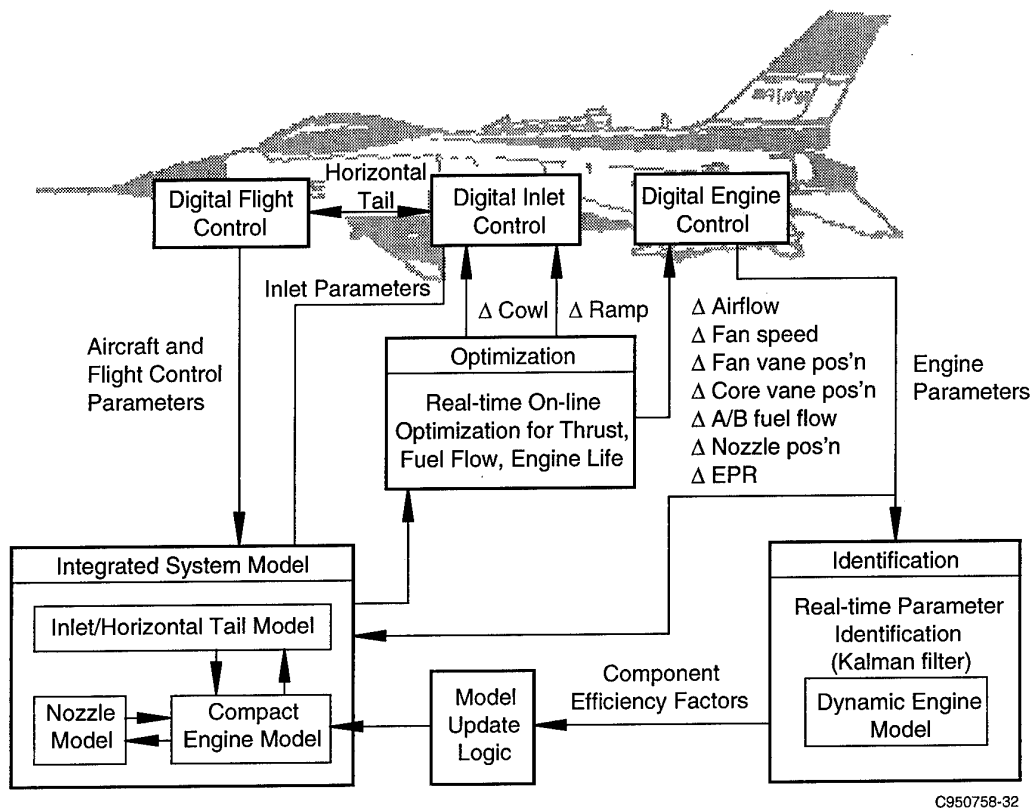 Horizontal
Tail
Digital Flight
Control
Digital Inlet
Control
Digital Engine
Control
Inlet Parameters
Δ Cowl
Δ Ramp
Δ Airflow
Δ Fan speed
Δ Fan vane pos'n
Δ Core vane pos'n
Δ A/B fuel flow
Δ Nozzle pos'n
Δ EPR
Aircraft and
Flight Control
Parameters
Optimization
Real-time On-line
Optimization for Thrust,
Fuel Flow, Engine Life
Engine
Parameters
Integrated System Model
Inlet/Horizontal Tail Model
Nozzle
Model
Compact
Engine Model
Model
Update
Logic
Component
Efficiency Factors
Identification
Real-time Parameter
Identification
(Kalman filter)
Dynamic Engine
Model
C950758-32